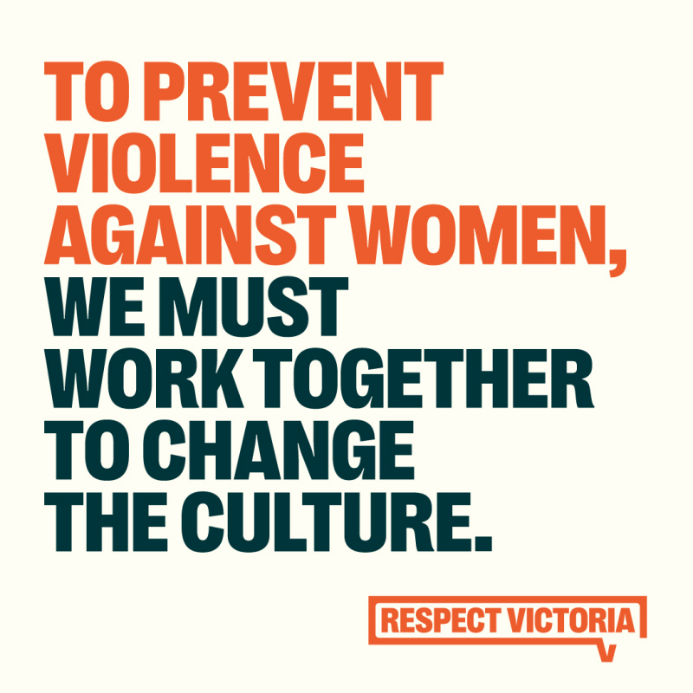 TO PREVENT
VIOLENCE
AGAINST WOMEN,
WE MUST
WORK TOGETHER
TO CHANGE
THE CULTURE.
RESPECT VICTORIA
V